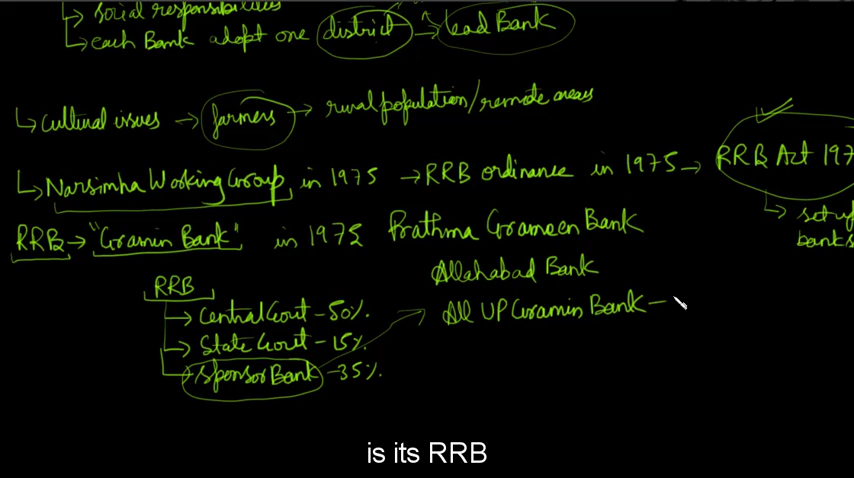 ↳ social responsibilities
↳ each Bank adopt one district → Lead Bank
↳ cultural issues → farmers → rural population/remote areas
↳ Narsimha Working Group in 1975 → RRB ordinance in 1975 → RRB Act 197
↳ set up banks
RRB → "Gramin Bank" in 1975 Prathma Grameen Bank
Allahabad Bank
RRB
→ Central Govt - 50%.
All UP Gramin Bank -
→ State Govt - 15%.
→ Sponsor Bank - 35%.
is its RRB